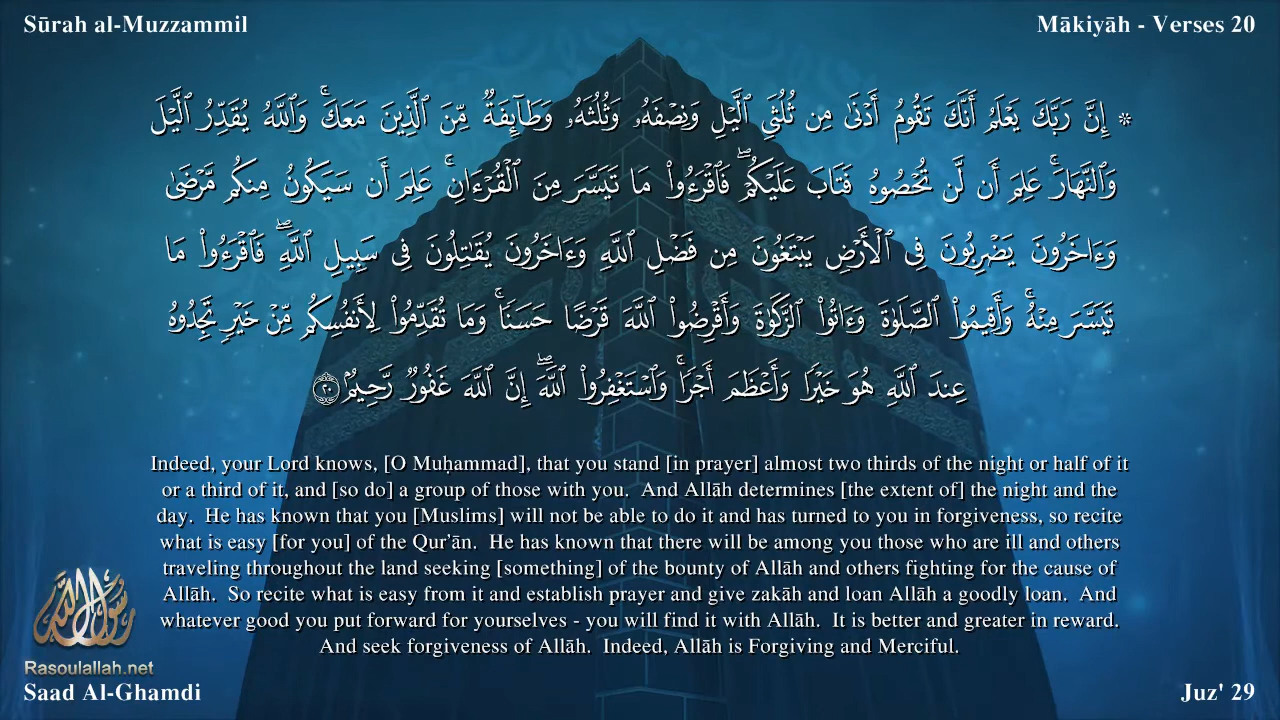 Sūrah al-Muzzammil
Mākiyāh - Verses 20
۞ إِنَّ رَبَّكَ يَعْلَمُ أَنَّكَ تَقُومُ أَدْنَىٰ مِن ثُلُثَيِ ٱلَّيْلِ وَنِصْفَهُۥ وَثُلُثَهُۥ وَطَآئِفَةٌ مِّنَ ٱلَّذِينَ مَعَكَ ۚ وَٱللَّهُ يُقَدِّرُ ٱلَّيْلَ
وَٱلنَّهَارَ ۚ عَلِمَ أَن لَّن تُحْصُوهُ فَتَابَ عَلَيْكُمْ ۖ فَٱقْرَءُوا۟ مَا تَيَسَّرَ مِنَ ٱلْقُرْءَانِ ۚ عَلِمَ أَن سَيَكُونُ مِنكُم مَّرْضَىٰ
وَءَاخَرُونَ يَضْرِبُونَ فِى ٱلْأَرْضِ يَبْتَغُونَ مِن فَضْلِ ٱللَّهِ وَءَاخَرُونَ يُقَـٰتِلُونَ فِى سَبِيلِ ٱللَّهِ ۖ فَٱقْرَءُوا۟ مَا
تَيَسَّرَ مِنْهُ ۚ وَأَقِيمُوا۟ ٱلصَّلَوٰةَ وَءَاتُوا۟ ٱلزَّكَوٰةَ وَأَقْرِضُوا۟ ٱللَّهَ قَرْضًا حَسَنًا ۚ وَمَا تُقَدِّمُوا۟ لِأَنفُسِكُم مِّنْ خَيْرٍ تَجِدُوهُ
عِندَ ٱللَّهِ هُوَ خَيْرًا وَأَعْظَمَ أَجْرًا ۚ وَٱسْتَغْفِرُوا۟ ٱللَّهَ ۖ إِنَّ ٱللَّهَ غَفُورٌ رَّحِيمٌۢ ٢٠
Indeed, your Lord knows, [O Muḥammad], that you stand [in prayer] almost two thirds of the night or half of it
or a third of it, and [so do] a group of those with you.  And Allāh determines [the extent of] the night and the
day.  He has known that you [Muslims] will not be able to do it and has turned to you in forgiveness, so recite
what is easy [for you] of the Qur’ān.  He has known that there will be among you those who are ill and others
traveling throughout the land seeking [something] of the bounty of Allāh and others fighting for the cause of
Allāh.  So recite what is easy from it and establish prayer and give zakāh and loan Allāh a goodly loan.  And
whatever good you put forward for yourselves - you will find it with Allāh.  It is better and greater in reward.
And seek forgiveness of Allāh.  Indeed, Allāh is Forgiving and Merciful.
رسول الله
Rasoulallah.net
Saad Al-Ghamdi
Juz' 29